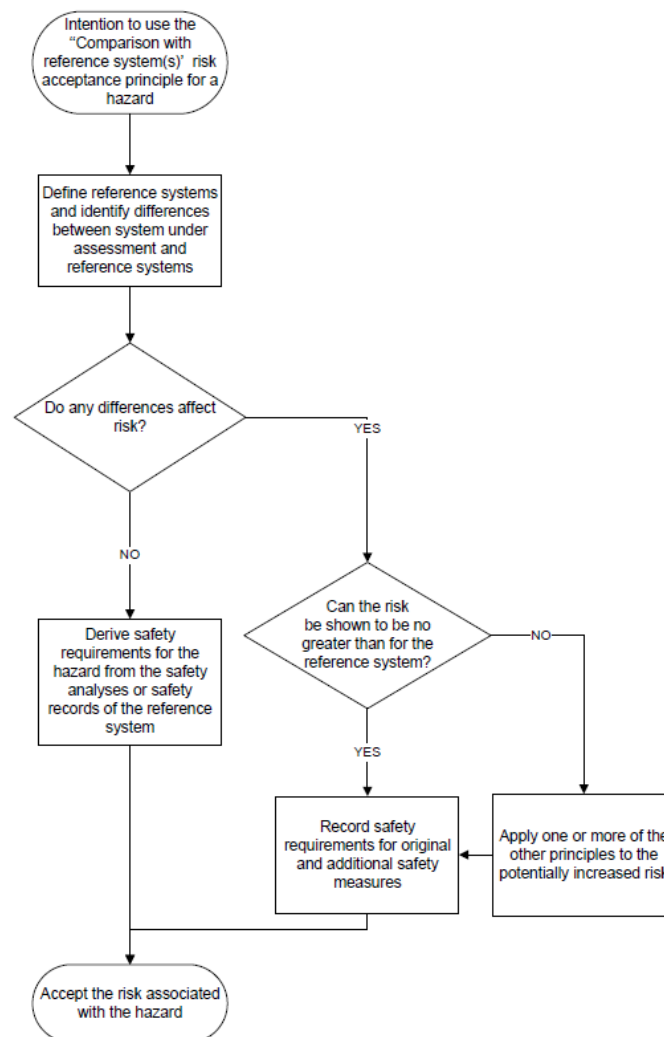 Intention to use the
“Comparison with
reference system(s)’ risk
acceptance principle for a
hazard
Define reference systems
and identify differences
between system under
assessment and
reference systems
Do any differences affect
risk?
YES
NO
Can the risk
be shown to be no
greater than for the
reference system?
NO
Derive safety
requirements for the
hazard from the safety
analyses or safety
records of the reference
system
YES
Record safety
requirements for original
and additional safety
measures
Apply one or more of the
other principles to the
potentially increased risk
Accept the risk associated
with the hazard